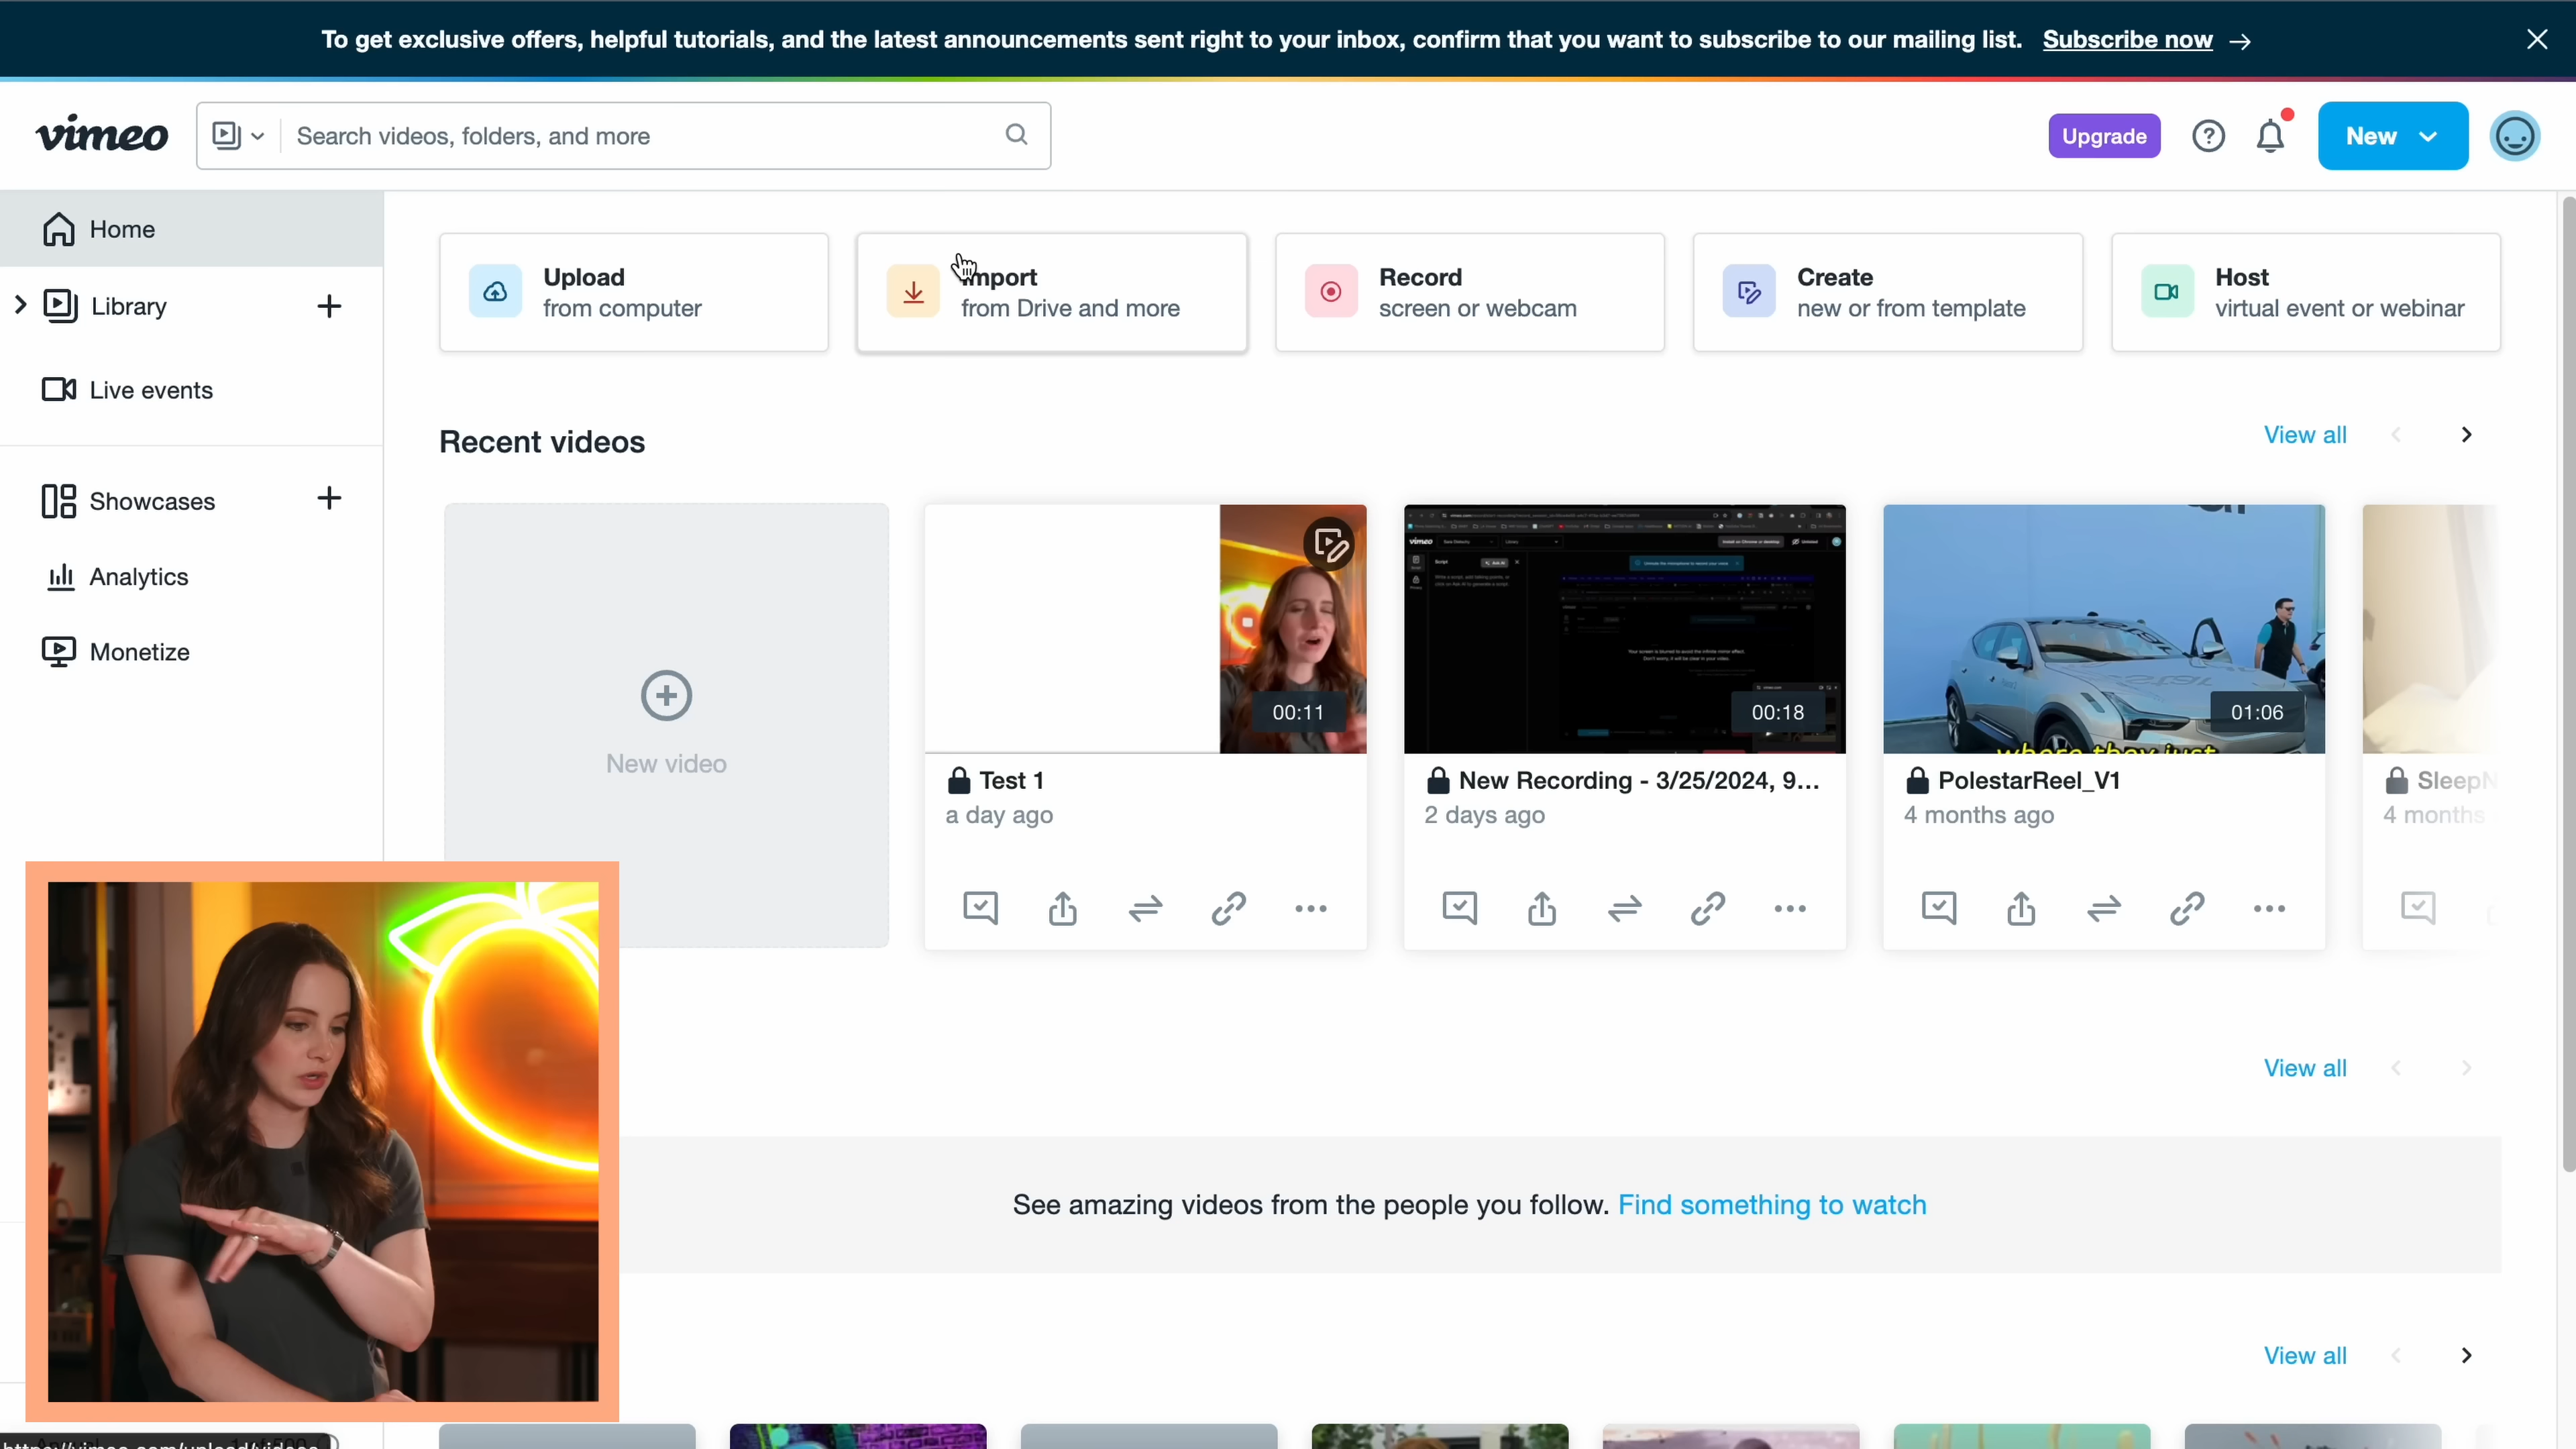 To get exclusive offers, helpful tutorials, and the latest announcements sent right to your inbox, confirm that you want to subscribe to our mailing list. Subscribe now →
vimeo
Search videos, folders, and more
Upgrade
New
Home
Library
Live events
Showcases
Analytics
Monetize
Upload
from computer
Import
from Drive and more
Record
screen or webcam
Create
new or from template
Host
virtual event or webinar
Recent videos
View all
New video
00:11
Test 1
a day ago
vimeo
00:18
New Recording - 3/25/2024, 9...
2 days ago
where they just
01:06
PolestarReel_V1
4 months ago
4 months
View all
See amazing videos from the people you follow. Find something to watch
View all